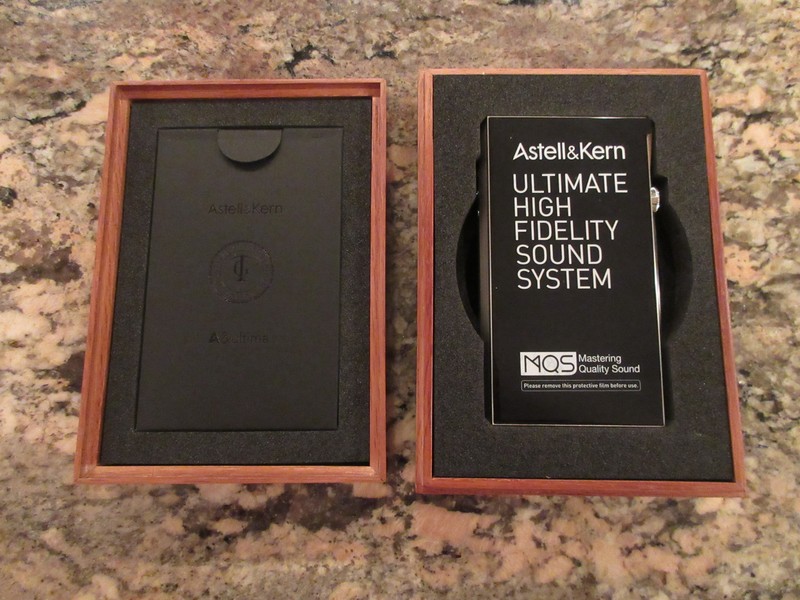 Astell&Kern
A&ultima
Astell&Kern
ULTIMATE
HIGH
FIDELITY
SOUND
SYSTEM
MQS Mastering
Quality Sound
Please remove this protective film before use.